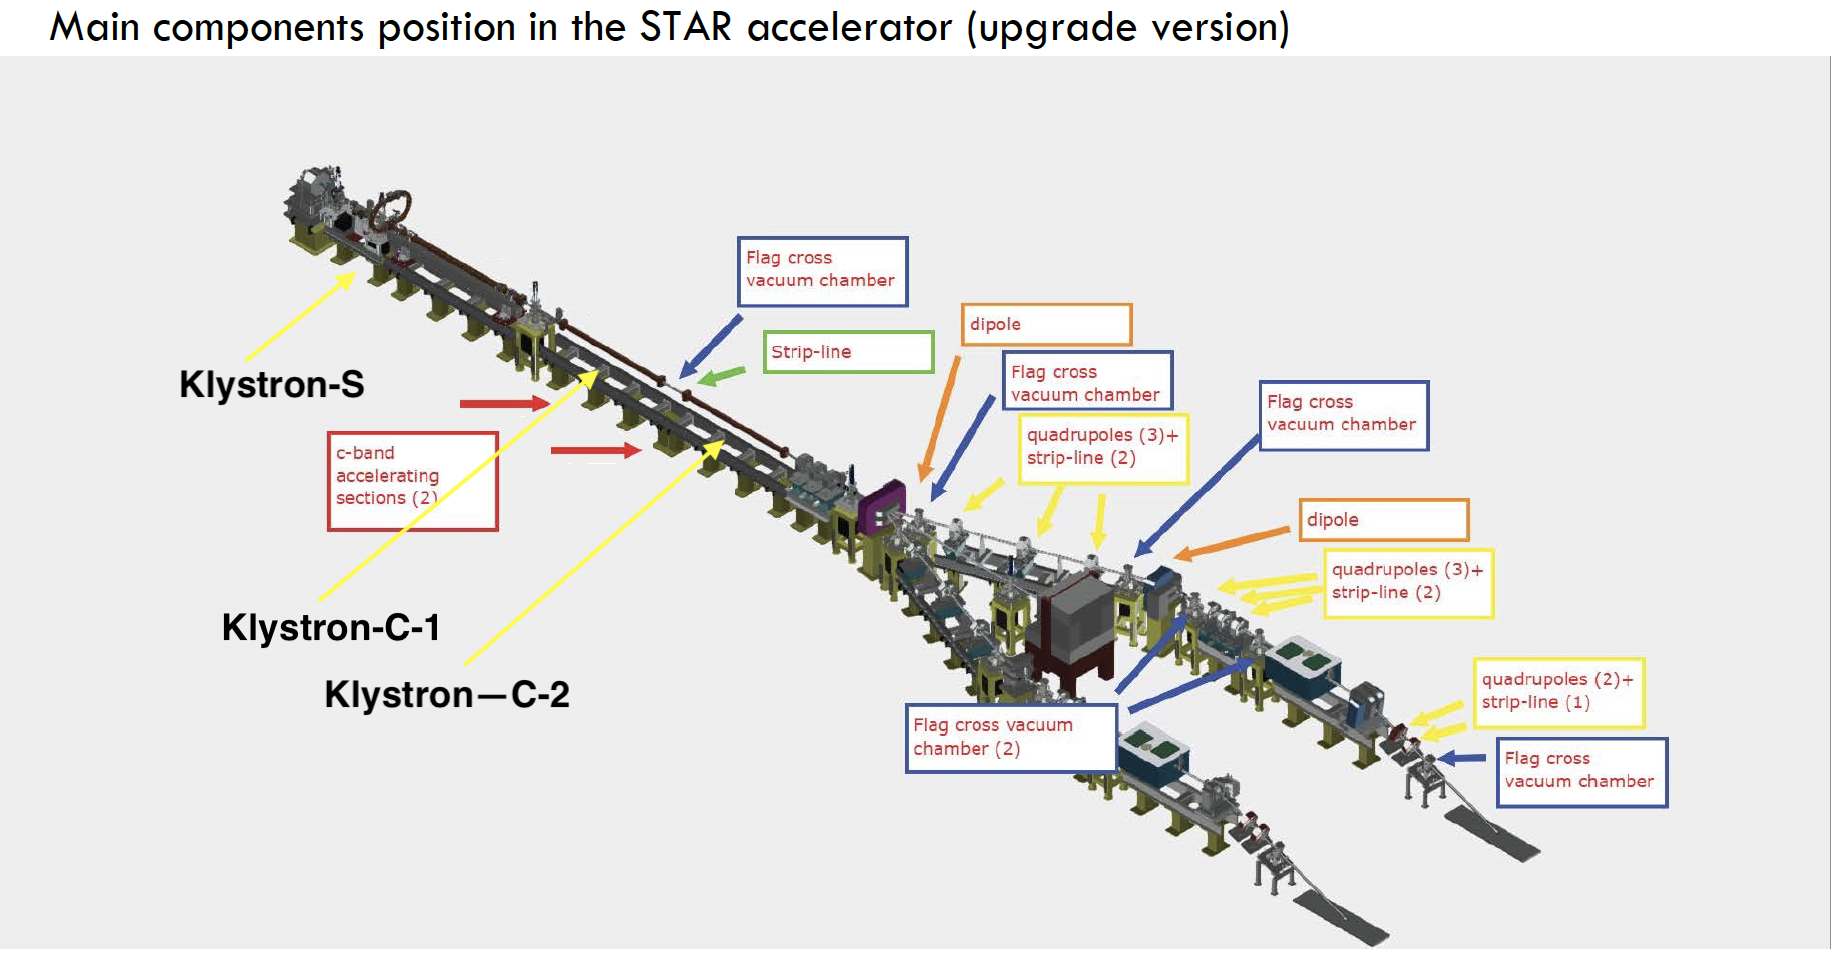 Main components position in the STAR accelerator (upgrade version)
Flag cross
vacuum chamber
Strip-line
dipole
Flag cross
vacuum chamber
quadrupoles (3)+
strip-line (2)
Flag cross
vacuum chamber
Klystron-S
c-band
accelerating
sections (2)
dipole
quadrupoles (3)+
strip-line (2)
Klystron-C-1
Klystron—C-2
quadrupoles (2)+
strip-line (1)
Flag cross vacuum
chamber (2)
Flag cross
vacuum chamber